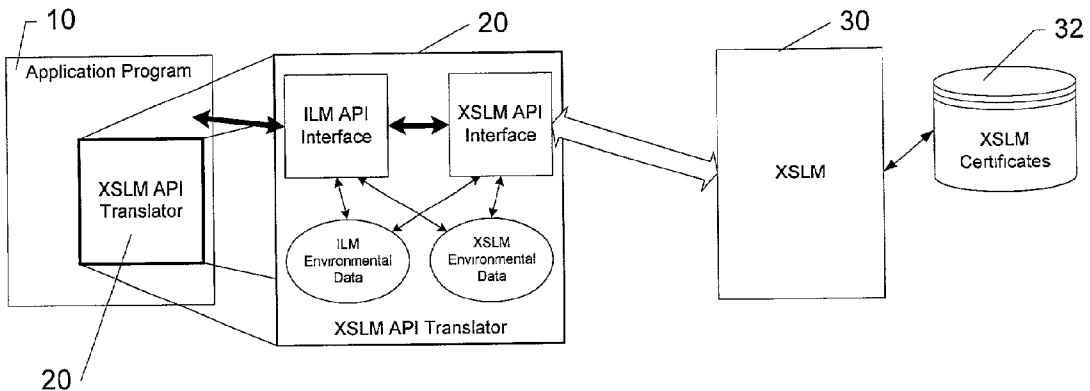 10
20
30
32
Application Program
ILM API
Interface
XSLM API
Interface
XSLM API
Translator
XSLM
XSLM
Certificates
ILM
Environmental
Data
XSLM
Environmental
Data
XSLM API Translator
20